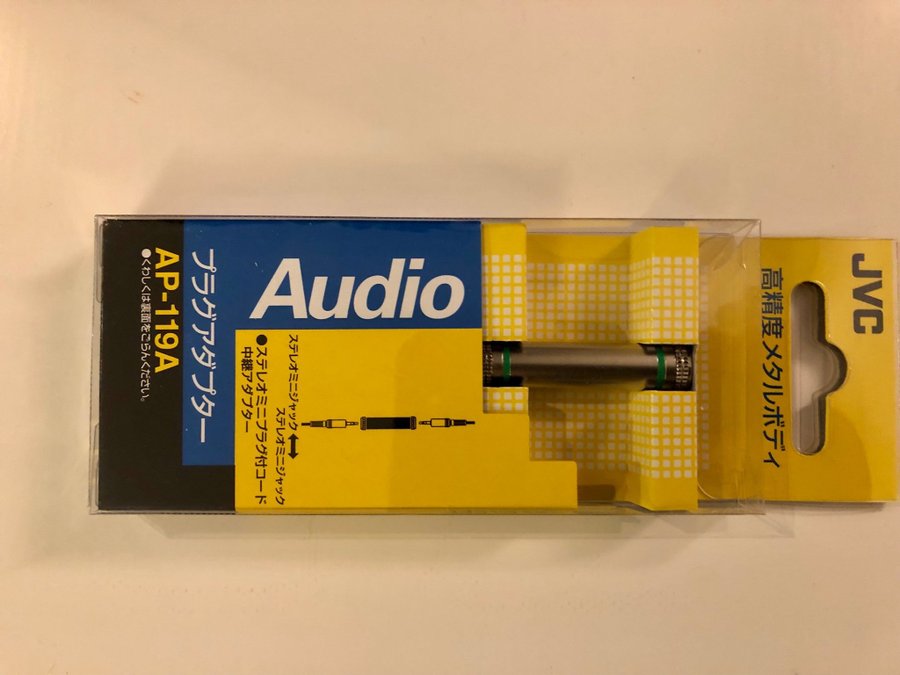 JVC
高精度メタルボディ
Audio
ステレオミニジャック⟷
ステレオミニジャック
●ステレオミニプラグ付コード
中継アダプター
プラグアダプター
AP-119A
●くわしくは裏面をごらんください。